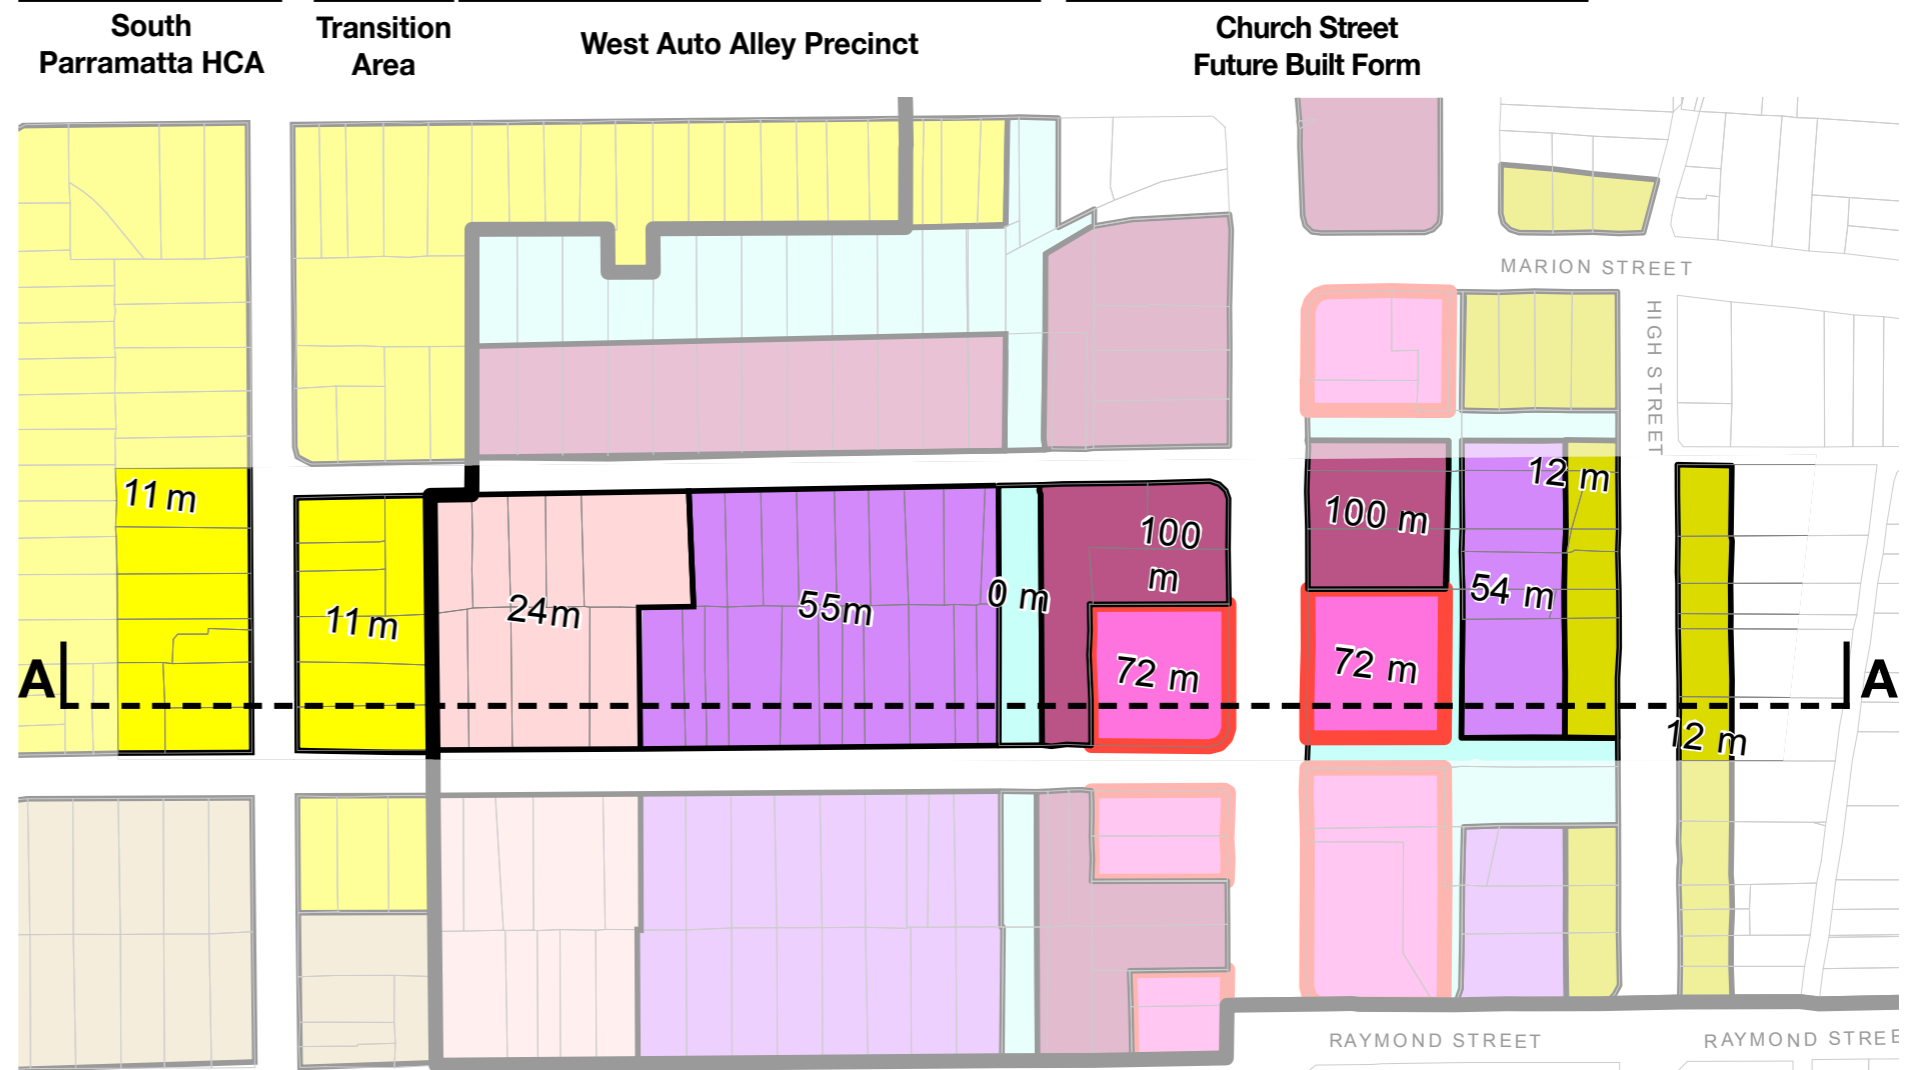 South
Parramatta HCA
Transition
Area
West Auto Alley Precinct
Church Street
Future Built Form
MARION STREET
HIGH STREET
11 m
12 m
100 m
100
m
11 m
24m
55m
0 m
54 m
72 m
72 m
A
A
12 m
RAYMOND STREET
RAYMOND STREE